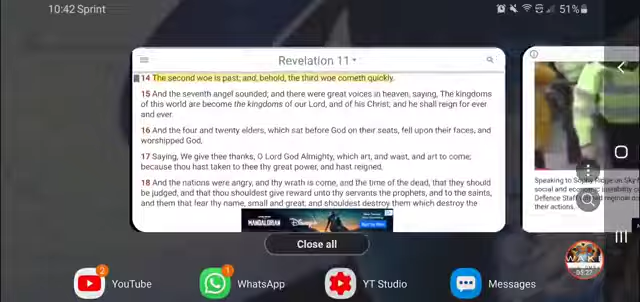 10:42 Sprint
51%
Revelation 11
14 The second woe is past; and, behold, the third woe cometh quickly.
15 And the seventh angel sounded; and there were great voices in heaven, saying, The kingdoms
of this world are become the kingdoms of our Lord, and of his Christ; and he shall reign for ever
and ever.
16 And the four and twenty elders, which sat before God on their seats, fell upon their faces, and
worshipped God,
17 Saying, We give thee thanks, O Lord God Almighty, which art, and wast, and art to come;
because thou hast taken to thee thy great power, and hast reigned.
18 And the nations were angry, and thy wrath is come, and the time of the dead, that they should
be judged, and that thou shouldest give reward unto thy servants the prophets, and to the saints,
and them that fear thy name, small and great; and shouldest destroy them which destroy the
MANDALORIAN
Disney+
Speaking to
social and economic
Defence Staff
their actions.
Close all
2
YouTube
1
WhatsApp
YT Studio
Messages
WAKE
05:27